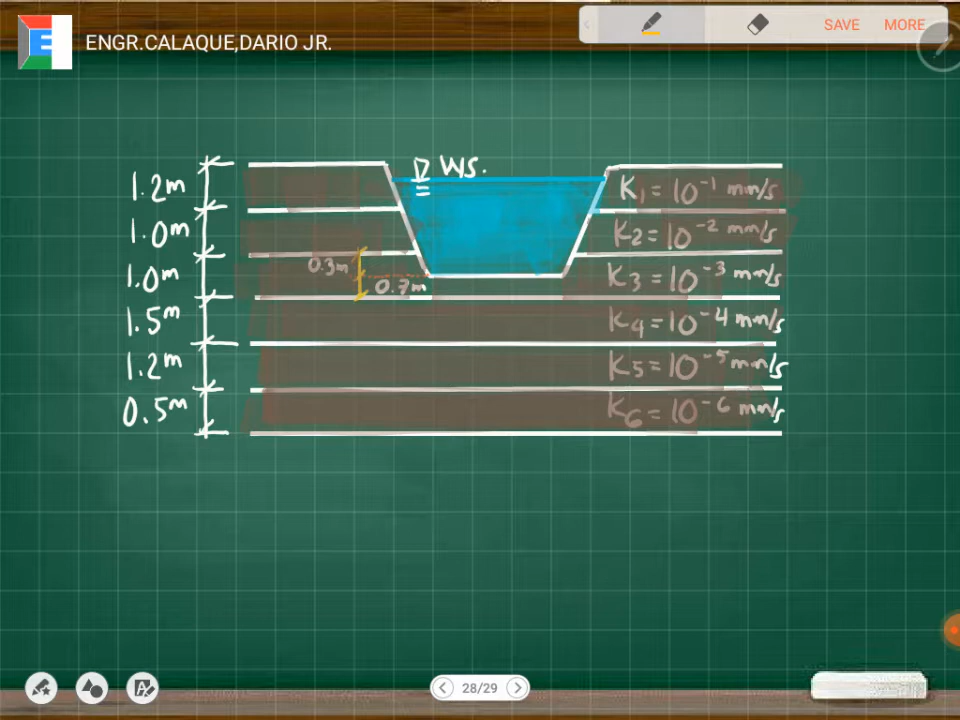 E
ENGR.CALAQUE,DARIO JR.
SAVE
MORE
WS.
1.2m
K1 = 10⁻¹ mm/s
1.0m
K2 = 10⁻² mm/s
0.3m
1.0m
K3 = 10⁻³ mm/s
0.7m
1.5m
K4 = 10⁻⁴ mm/s
1.2m
K5 = 10⁻⁵ mm/s
0.5m
K6 = 10⁻⁶ mm/s
A
28/29